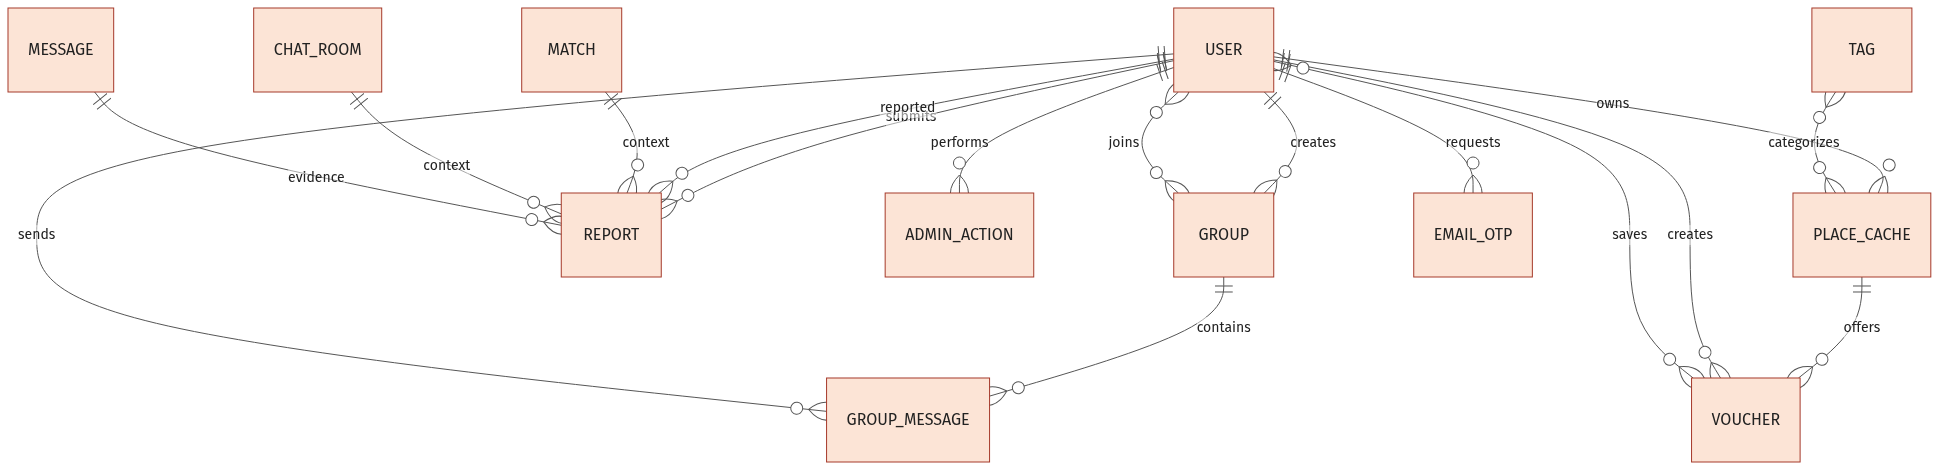 MESSAGE
CHAT_ROOM
MATCH
USER
TAG
reported
submits
owns
context
performs
joins
creates
requests
categorizes
context
evidence
sends
REPORT
ADMIN_ACTION
GROUP
EMAIL_OTP
saves
creates
PLACE_CACHE
contains
offers
GROUP_MESSAGE
VOUCHER